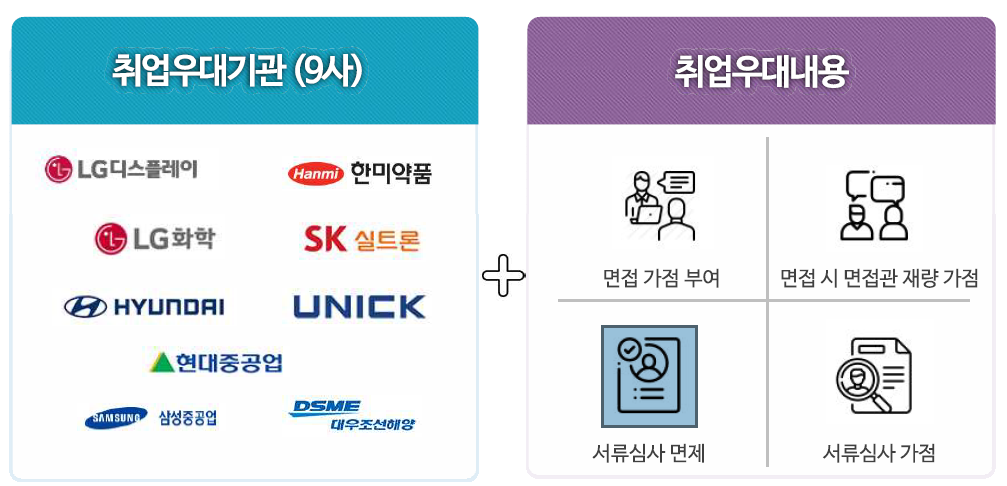 취업우대기관 (9사)
LG디스플레이
Hanmi 한미약품
LG화학
SK 실트론
HYUNDAI
UNICK
현대중공업
SAMSUNG 삼성중공업
DSME
대우조선해양
취업우대내용
면접 가점 부여
면접 시 면접관 재량 가점
서류심사 면제
서류심사 가점